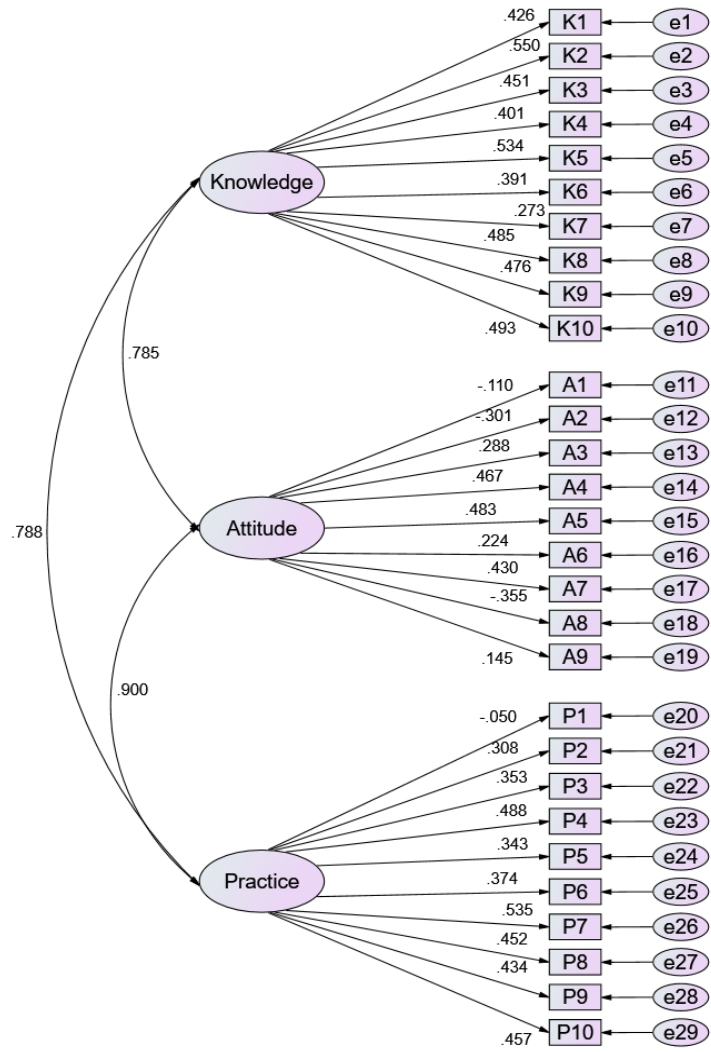 .426 K1 e1
.550 K2 e2
.451 K3 e3
.401 K4 e4
.534 K5 e5
Knowledge
.391 K6 e6
.273 K7 e7
.485 K8 e8
.476 K9 e9
.493 K10 e10
.785
-.110 A1 e11
-.301 A2 e12
.288 A3 e13
.467 A4 e14
.483 A5 e15
Attitude
.788
.224 A6 e16
.430 A7 e17
-.355 A8 e18
.145 A9 e19
.900
-.050 P1 e20
.308 P2 e21
.353 P3 e22
.488 P4 e23
.343 P5 e24
Practice
.374 P6 e25
.535 P7 e26
.452 P8 e27
.434 P9 e28
.457 P10 e29